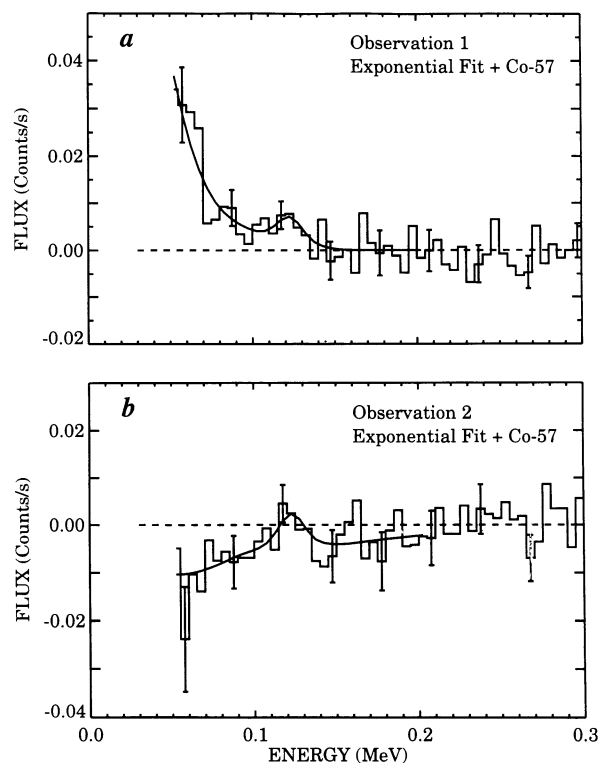 a
Observation 1
Exponential Fit + Co-57
0.04
0.02
0.00
-0.02
FLUX (Counts/s)
b
Observation 2
Exponential Fit + Co-57
0.02
0.00
-0.02
-0.04
FLUX (Counts/s)
0.0 0.1 0.2 0.3
ENERGY (MeV)